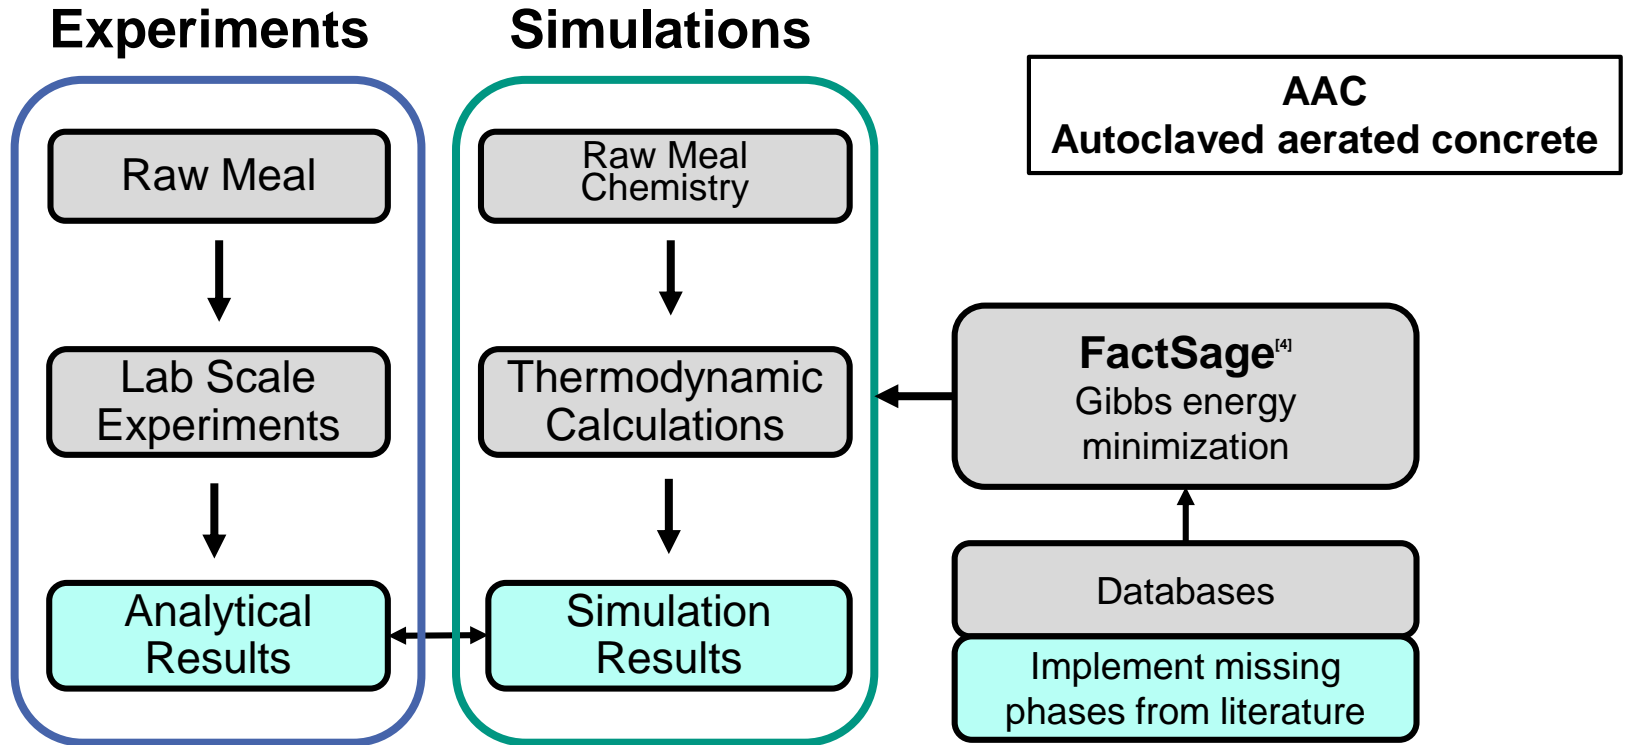 Experiments
Simulations
AAC
Autoclaved aerated concrete
Raw Meal
Raw Meal
Chemistry
Lab Scale
Experiments
Thermodynamic
Calculations
FactSage[4]
Gibbs energy
minimization
Analytical
Results
Simulation
Results
Databases
Implement missing
phases from literature